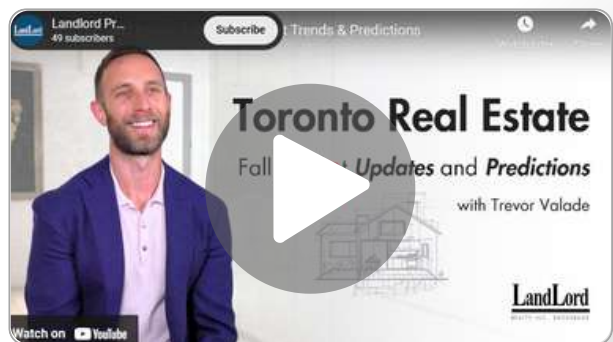 Landlord Pr...
49 subscribers
Subscribe
t Trends & Predictions
LandLord
Toronto Real Estate
Fall t Updates and Predictions
with Trevor Valade
LandLord
Watch on YouTube